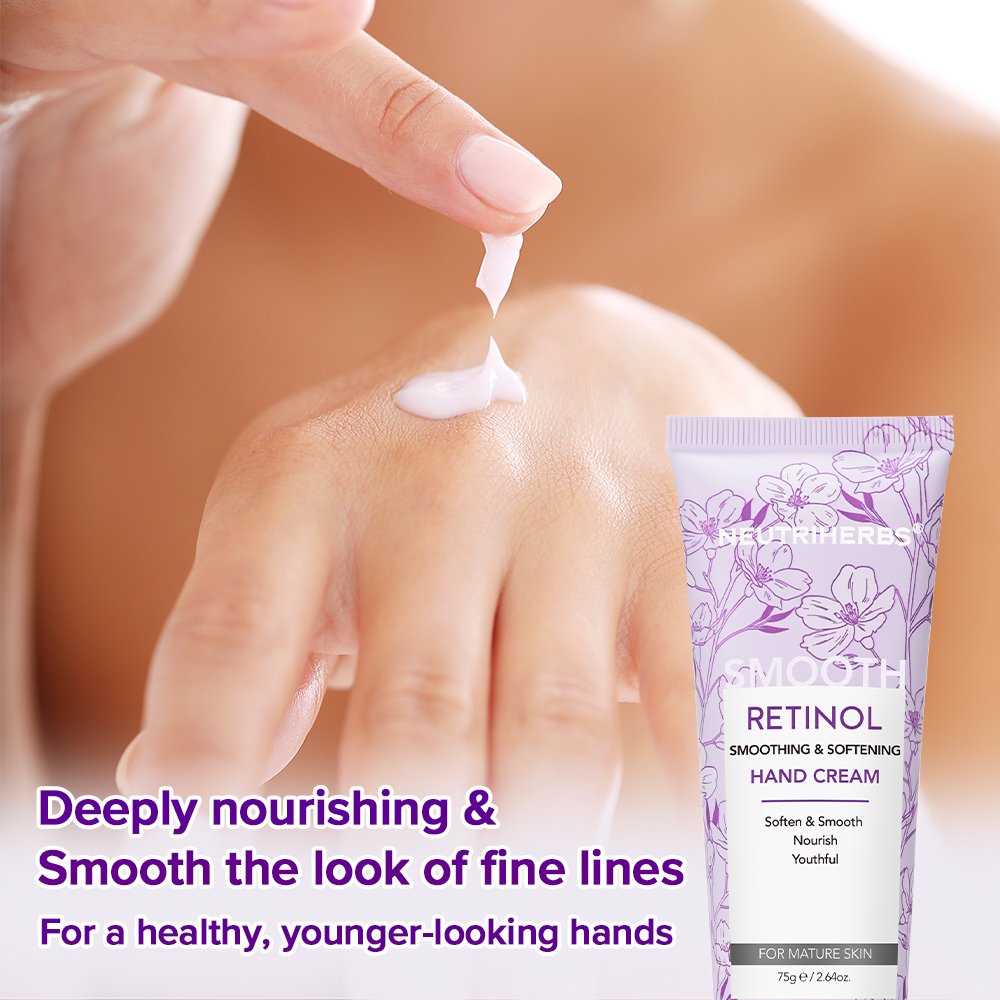 NEUTRIHERBS®
SMOOTH
RETINOL
SMOOTHING & SOFTENING
HAND CREAM
Soften & Smooth
Nourish
Youthful
FOR MATURE SKIN
75g ℮ / 2.64oz.
Deeply nourishing &
Smooth the look of fine lines
For a healthy, younger-looking hands